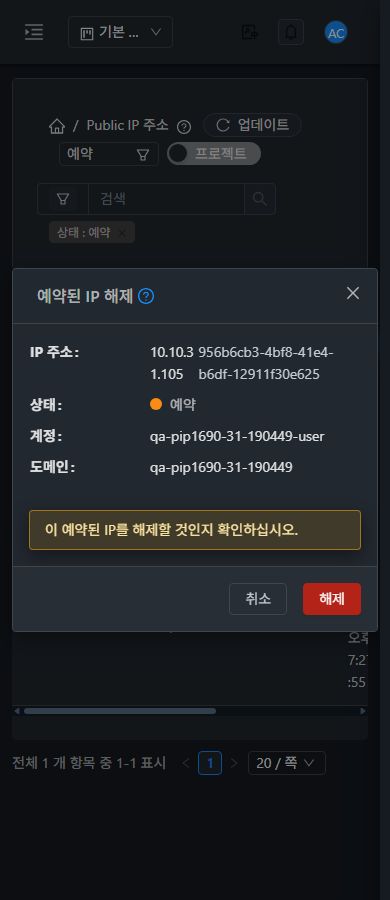 기본 ...
AC
/ Public IP 주소
업데이트
예약
프로젝트
검색
상태 : 예약
예약된 IP 해제
IP 주소 :
10.10.3 956b6cb3-4bf8-41e4-
1.105 b6df-12911f30e625
상태 :
예약
계정 :
qa-pip1690-31-190449-user
도메인 :
qa-pip1690-31-190449
이 예약된 IP를 해제할 것인지 확인하십시오.
취소
해제
오후
7:27
:55
전체 1 개 항목 중 1-1 표시
1
20 / 쪽